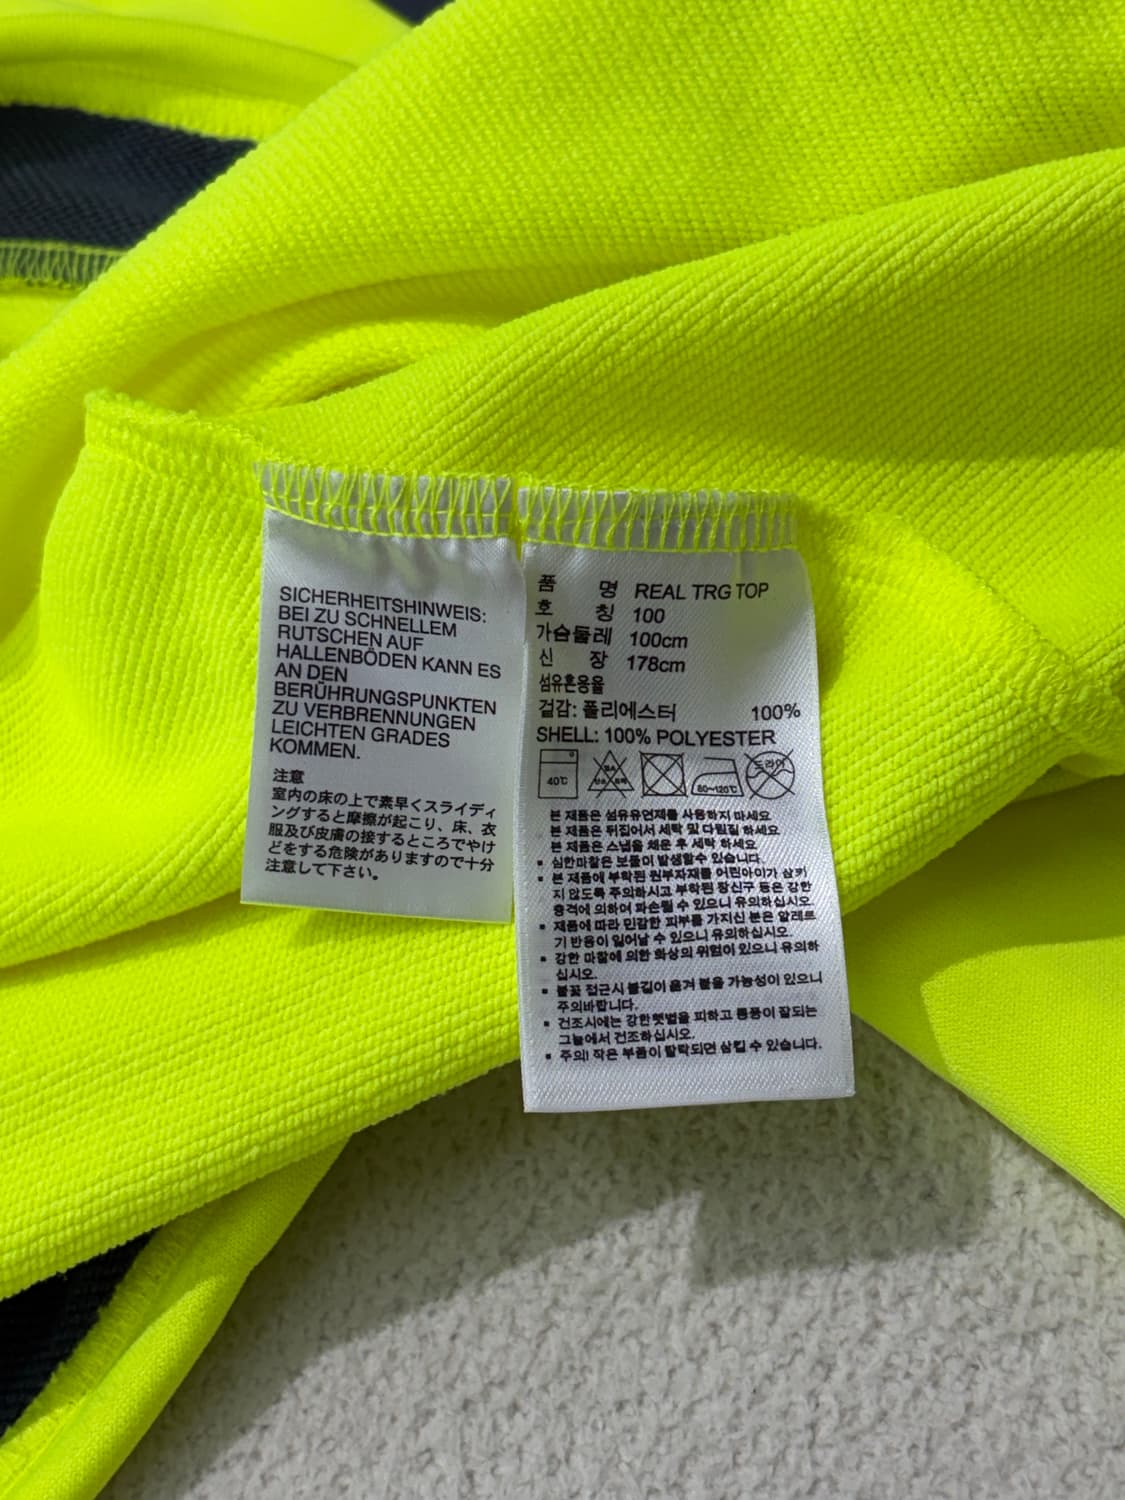 SICHERHEITSHINWEIS:
BEI ZU SCHNELLEM
RUTSCHEN AUF
HALLENBÖDEN KANN ES
AN DEN
BERÜHRUNGSPUNKTEN
ZU VERBRENNUNGEN
LEICHTEN GRADES
KOMMEN.
注意
室内の床の上で素早くスライディ
ングすると摩擦が起こり、床、衣
服及び皮膚の接するところでやけ
どをする危険がありますので十分
注意して下さい。
품 명 REAL TRG TOP
호 칭 100
가슴둘레 100cm
신 장 178cm
섬유혼용율
겉감: 폴리에스터 100%
SHELL: 100% POLYESTER
40℃
80~120℃
드라이
본 제품은 섬유유연제를 사용하지 마세요
본 제품은 뒤집어서 세탁 및 다림질 하세요
본 제품은 스냅을 채운 후 세탁 하세요
▪ 심한마찰은 보풀이 발생할수 있습니다.
▪ 본 제품에 부착된 원부자재를 어린아이가 삼키
지 않도록 주의하시고 부착된 장신구 등은 강한
충격에 의하여 파손될 수 있으니 유의하십시오.
▪ 제품에 따라 민감한 피부를 가지신 분은 알레르
기 반응이 일어날 수 있으니 유의하십시오.
▪ 강한 마찰에 의한 화상의 위험이 있으니 유의하
십시오.
▪ 불꽃 접근시 불길이 옮겨 붙을 가능성이 있으니
주의바랍니다.
▪ 건조시에는 강한햇볕을 피하고 통풍이 잘되는
그늘에서 건조하십시오.
▪ 주의! 작은 부품이 탈락되면 삼킬 수 있습니다.